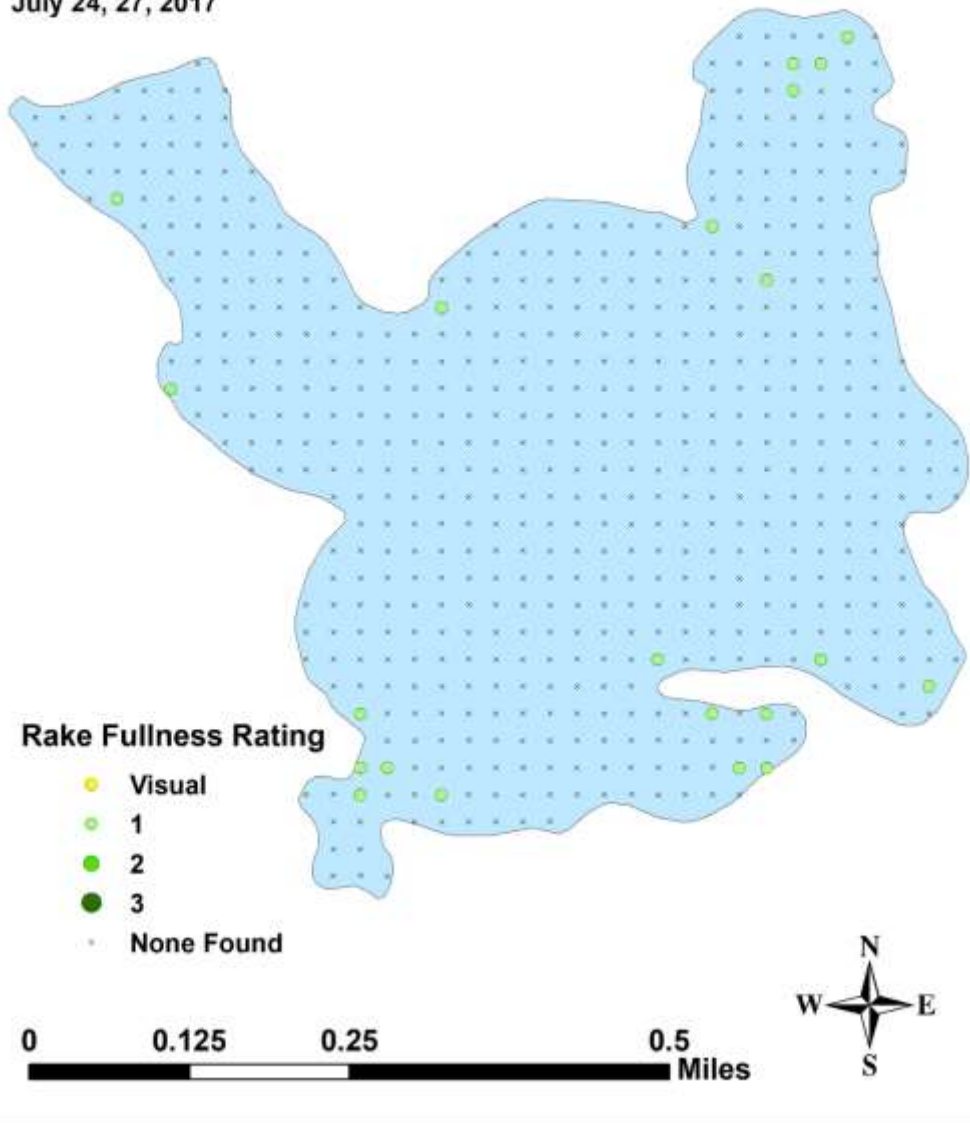 July 24, 27, 2017
Rake Fullness Rating
Visual
1
2
3
None Found
N
W E
S
0 0.125 0.25 0.5
Miles